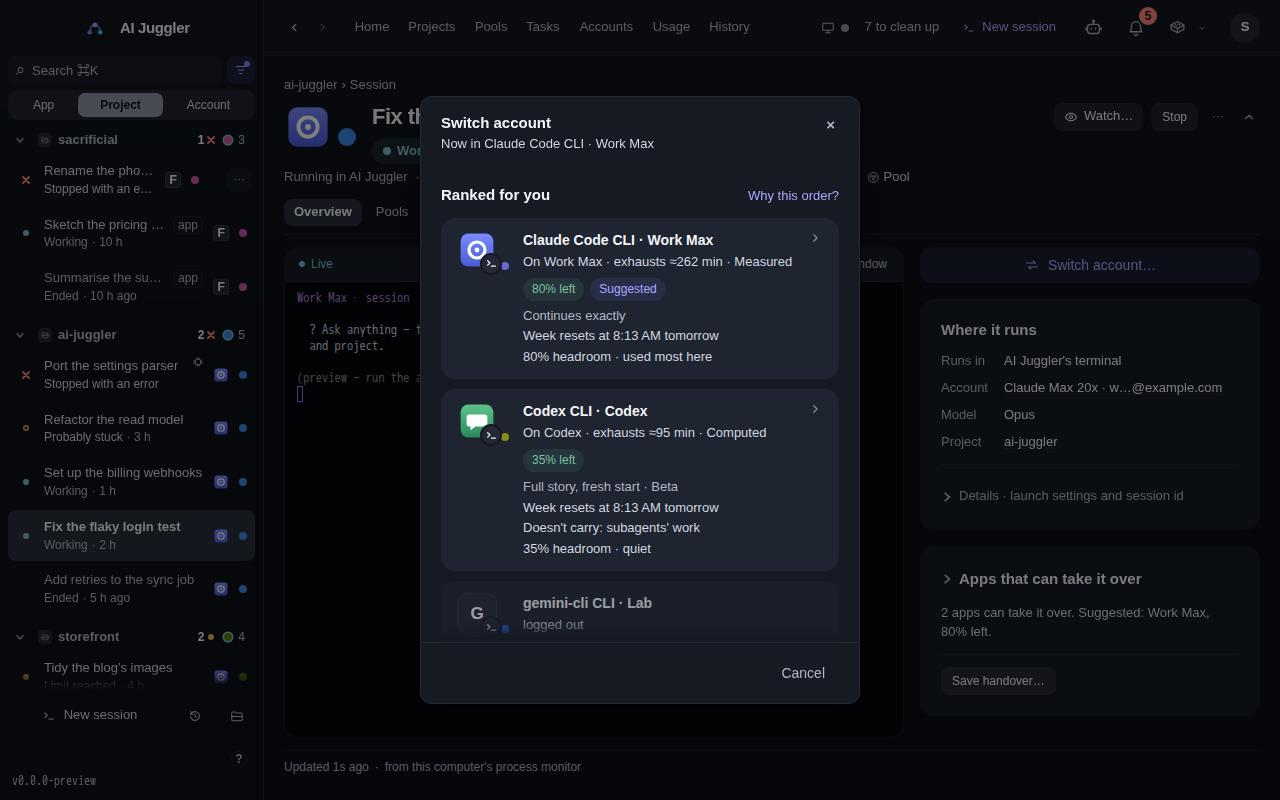 AI Juggler
Home Projects Pools Tasks Accounts Usage History
7 to clean up
New session
5
S
Search ⌘K
App Project Account
sacrificial 1 3
Rename the pho…
Stopped with an e… F
Sketch the pricing … app
Working · 10 h F
Summarise the su… app
Ended · 10 h ago F
ai-juggler 2 5
Port the settings parser
Stopped with an error
Refactor the read model
Probably stuck · 3 h
Set up the billing webhooks
Working · 1 h
Fix the flaky login test
Working · 2 h
Add retries to the sync job
Ended · 5 h ago
storefront 2 4
Tidy the blog's images
Limit reached · 4 h
New session
?
v0.0.0-preview
ai-juggler › Session
Fix th
Wor
Watch…
Stop
Running in AI Juggler ·
Pool
Overview Pools
Live
ndow
Work Max · session
? Ask anything — t
and project.
(preview — run the a
Switch account…
Where it runs
Runs in AI Juggler's terminal
Account Claude Max 20x · w…@example.com
Model Opus
Project ai-juggler
Details · launch settings and session id
Apps that can take it over
2 apps can take it over. Suggested: Work Max,
80% left.
Save handover…
Updated 1s ago · from this computer's process monitor
Switch account
Now in Claude Code CLI · Work Max
Ranked for you
Why this order?
Claude Code CLI · Work Max
On Work Max · exhausts ≈262 min · Measured
80% left Suggested
Continues exactly
Week resets at 8:13 AM tomorrow
80% headroom · used most here
Codex CLI · Codex
On Codex · exhausts ≈95 min · Computed
35% left
Full story, fresh start · Beta
Week resets at 8:13 AM tomorrow
Doesn't carry: subagents' work
35% headroom · quiet
G
gemini-cli CLI · Lab
logged out
Cancel